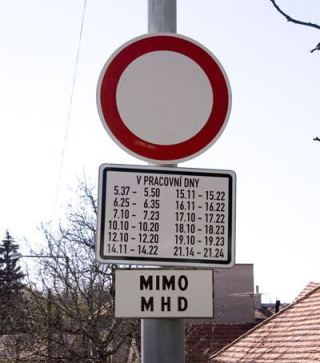 V PRACOVNÍ DNY
5.37 - 5.50 15.11 - 15.22
6.25 - 6.35 16.11 - 16.22
7.10 - 7.23 17.10 - 17.22
10.10 - 10.20 18.10 - 18.23
12.10 - 12.20 19.10 - 19.23
14.11 - 14.22 21.14 - 21.24
MIMO
MHD